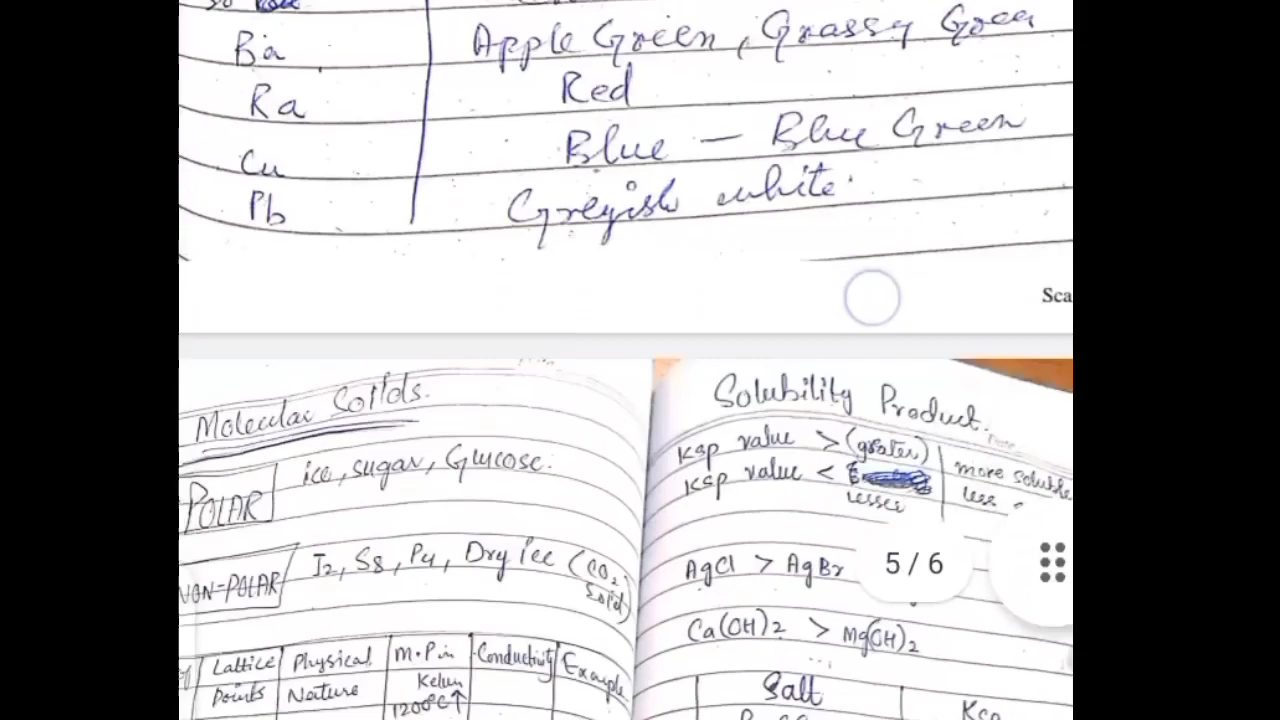 Ba Apple Green, Grassy Green
Ra Red
Cu Blue — Blue Green
Pb Greyish white.
Sca
Molecular Solids.
POLAR ice, sugar, Glucose.
NON-POLAR I2, S8, P4, Dry Ice (CO2
Solid)
Lattice Points Physical Nature M.P in Kelvin 1200°C↑ Conductivity Example
Solubility Product.
Ksp value > (greater) more soluble
Ksp value < lesser less "
AgCl > AgBr
5 / 6
Ca(OH)2 > Mg(OH)2
Salt Ksp